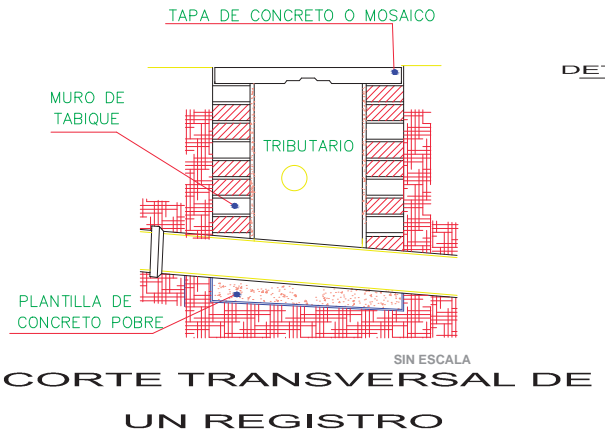 TAPA DE CONCRETO O MOSAICO
DET
MURO DE
TABIQUE
TRIBUTARIO
PLANTILLA DE
CONCRETO POBRE
SIN ESCALA
CORTE TRANSVERSAL DE
UN REGISTRO